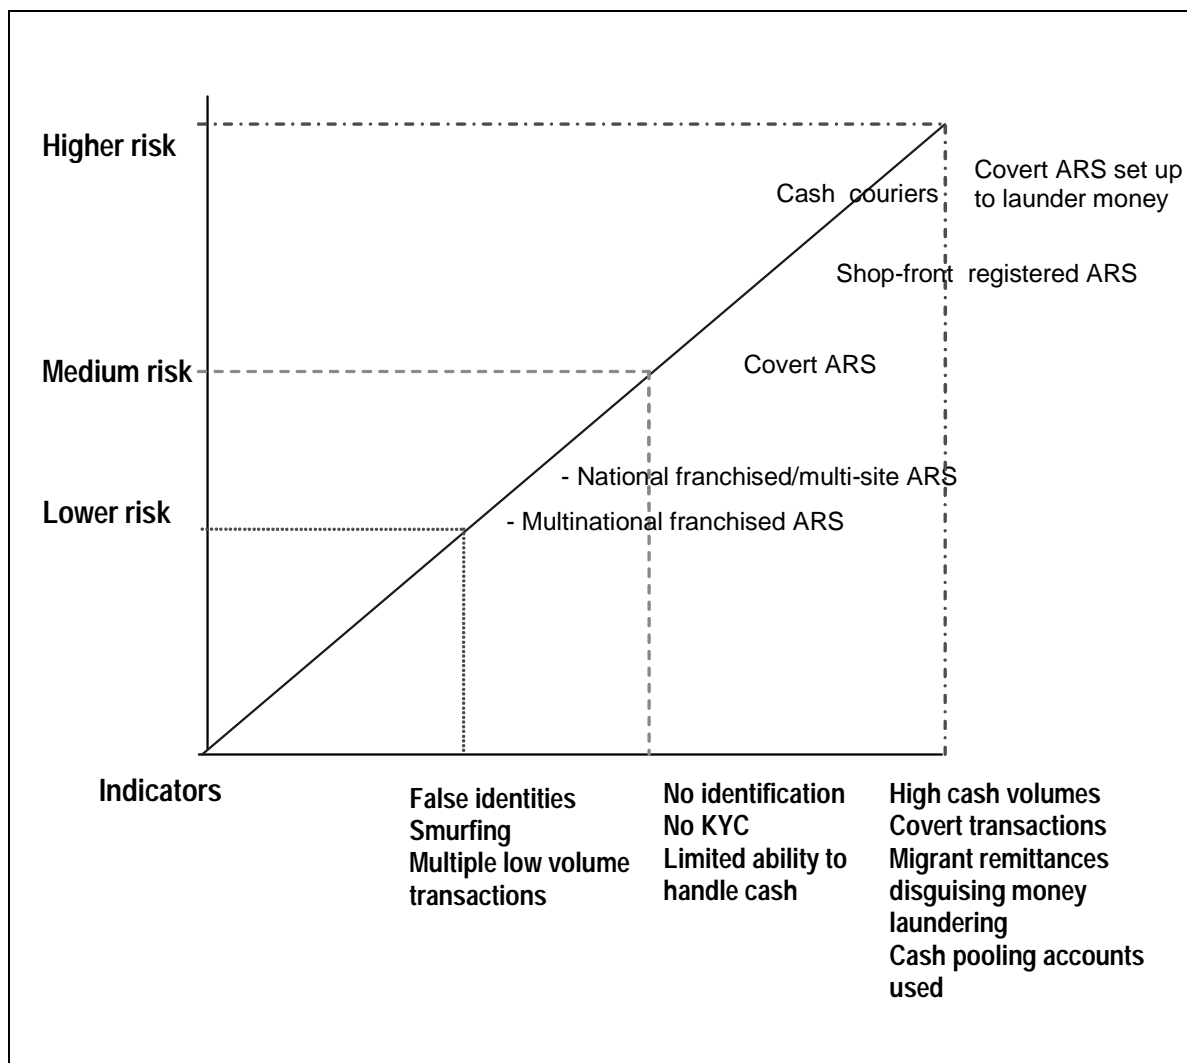 Higher risk
Covert ARS set up
to launder money
Cash couriers
Shop-front registered ARS
Medium risk
Covert ARS
- National franchised/multi-site ARS
Lower risk
- Multinational franchised ARS
Indicators
False identities
Smurfing
Multiple low volume
transactions
No identification
No KYC
Limited ability to
handle cash
High cash volumes
Covert transactions
Migrant remittances
disguising money
laundering
Cash pooling accounts
used